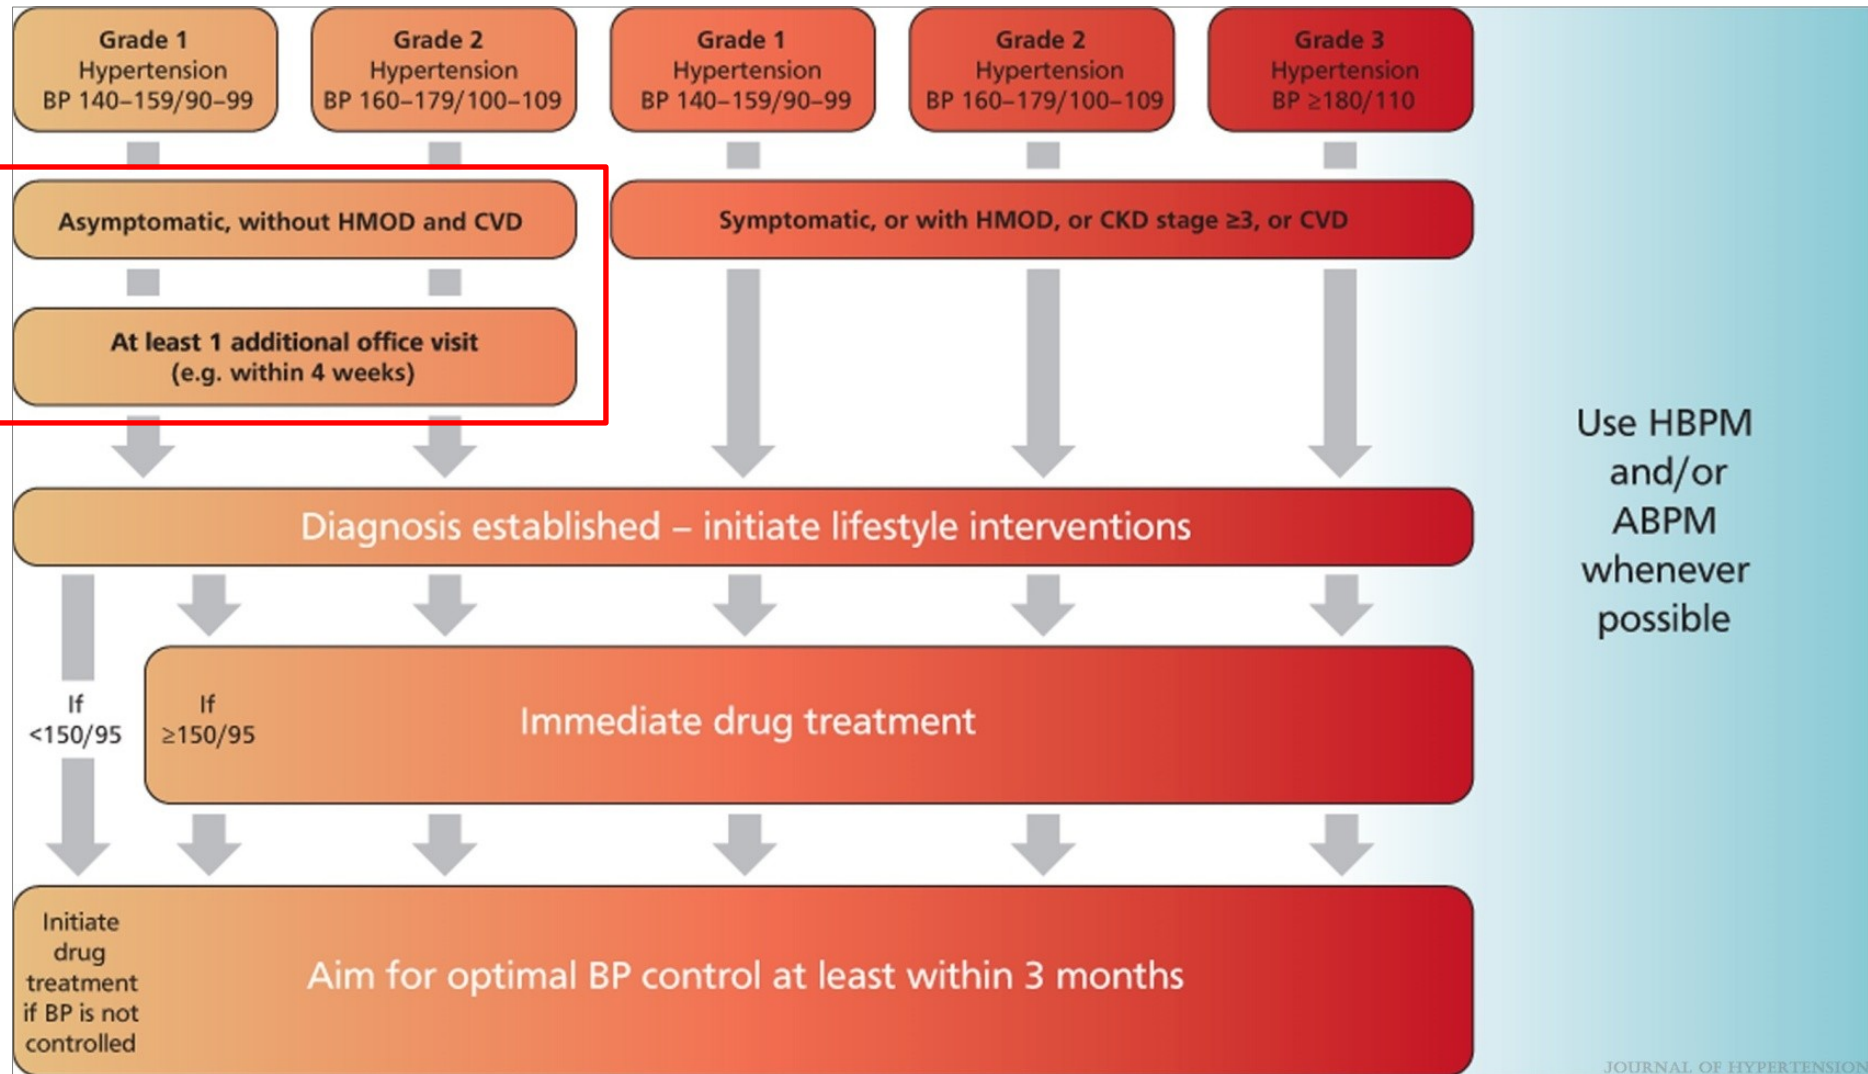 Grade 1
Hypertension
BP 140–159/90–99
Grade 2
Hypertension
BP 160–179/100–109
Grade 1
Hypertension
BP 140–159/90–99
Grade 2
Hypertension
BP 160–179/100–109
Grade 3
Hypertension
BP ≥180/110
Asymptomatic, without HMOD and CVD
Symptomatic, or with HMOD, or CKD stage ≥3, or CVD
At least 1 additional office visit
(e.g. within 4 weeks)
Diagnosis established – initiate lifestyle interventions
If
<150/95
If
≥150/95
Immediate drug treatment
Initiate
drug
treatment
if BP is not
controlled
Aim for optimal BP control at least within 3 months
Use HBPM
and/or
ABPM
whenever
possible
JOURNAL OF HYPERTENSION